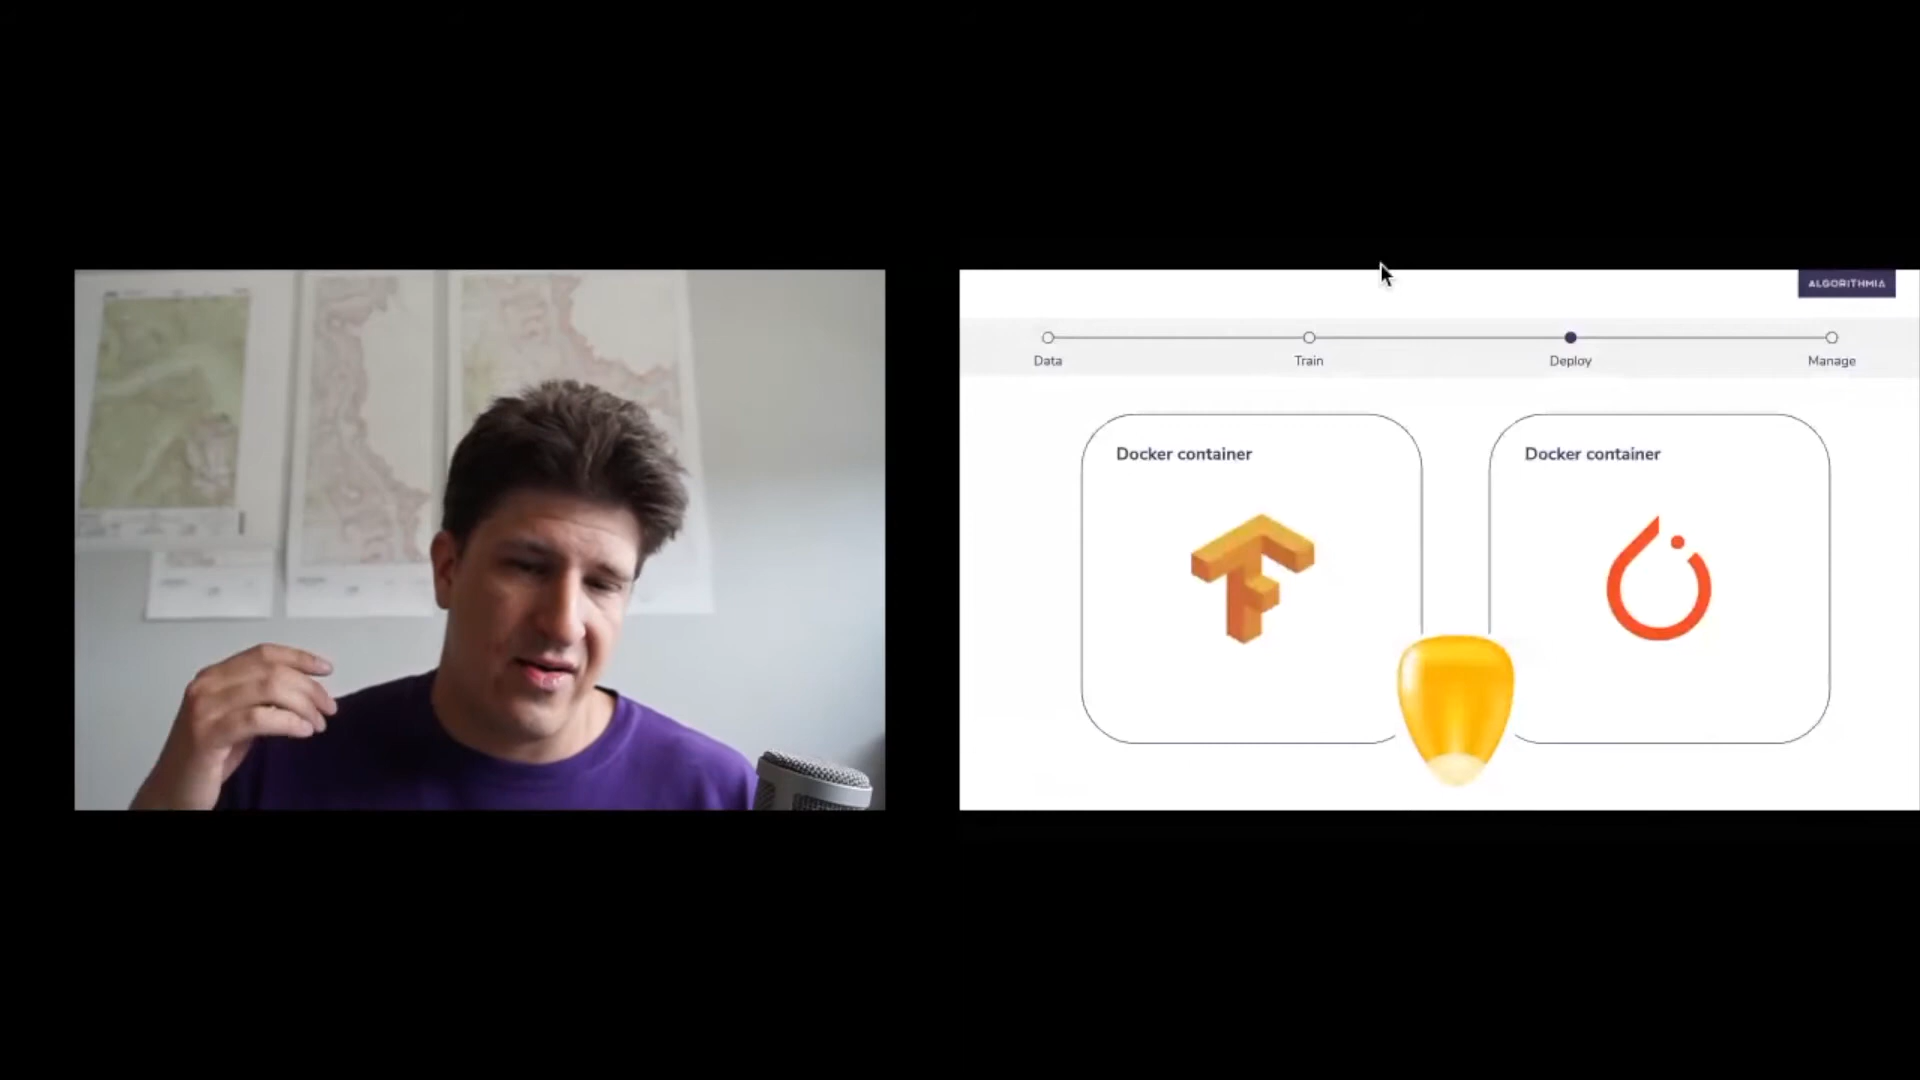 ALGORITHMIA
Data Train Deploy Manage
Docker container Docker container